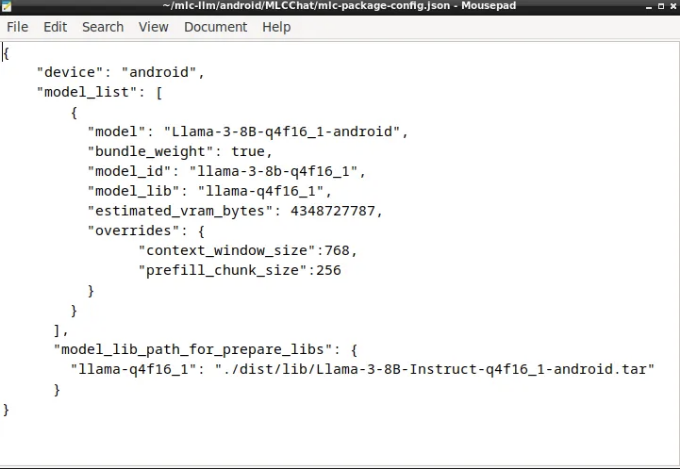 ~/mlc-llm/android/MLCChat/mlc-package-config.json - Mousepad
File Edit Search View Document Help
{
    "device": "android",
    "model_list": [
        {
          "model": "Llama-3-8B-q4f16_1-android",
          "bundle_weight": true,
          "model_id": "llama-3-8b-q4f16_1",
          "model_lib": "llama-q4f16_1",
          "estimated_vram_bytes": 4348727787,
          "overrides": {
                "context_window_size":768,
                "prefill_chunk_size":256
          }
        }
      ],
      "model_lib_path_for_prepare_libs": {
        "llama-q4f16_1": "./dist/lib/Llama-3-8B-Instruct-q4f16_1-android.tar"
      }
}